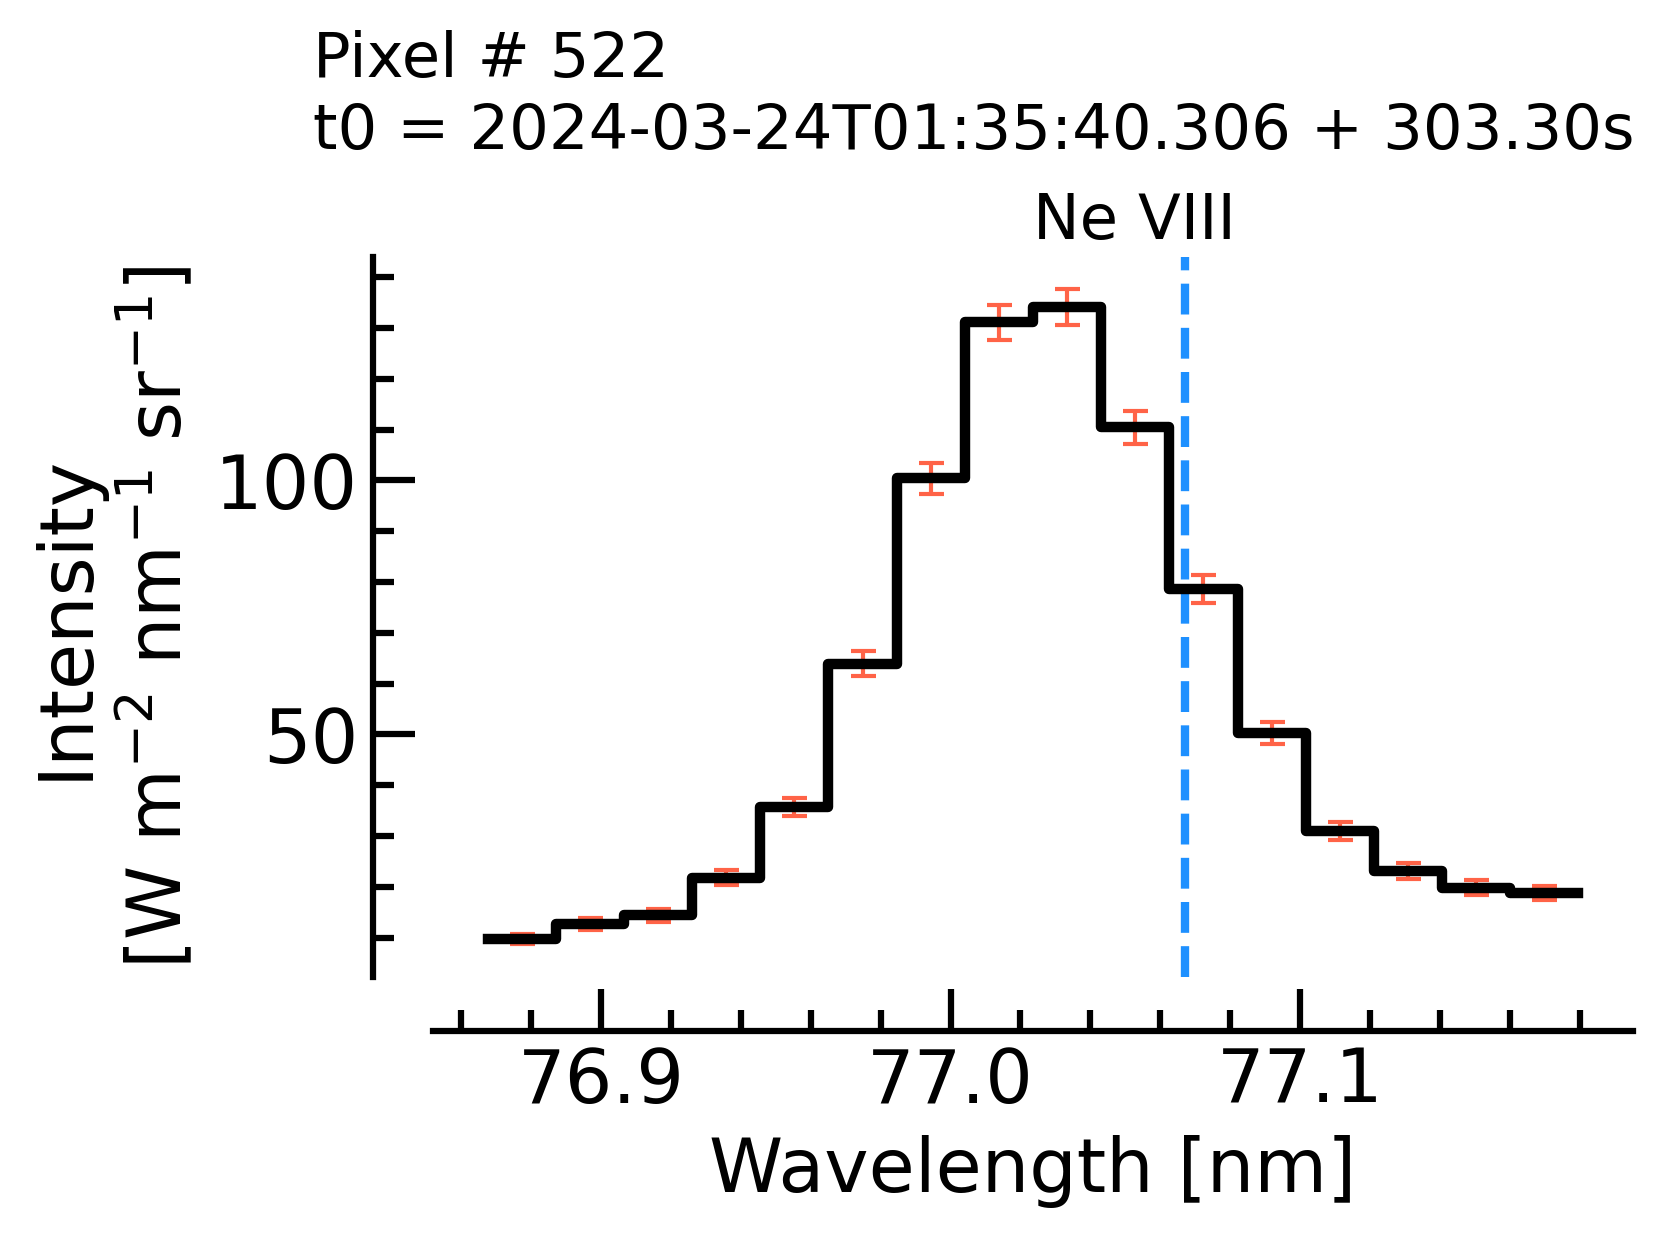 Pixel # 522
t0 = 2024-03-24T01:35:40.306 + 303.30s
Ne VIII
Intensity
[W m⁻² nm⁻¹ sr⁻¹]
100
50
76.9 77.0 77.1
Wavelength [nm]